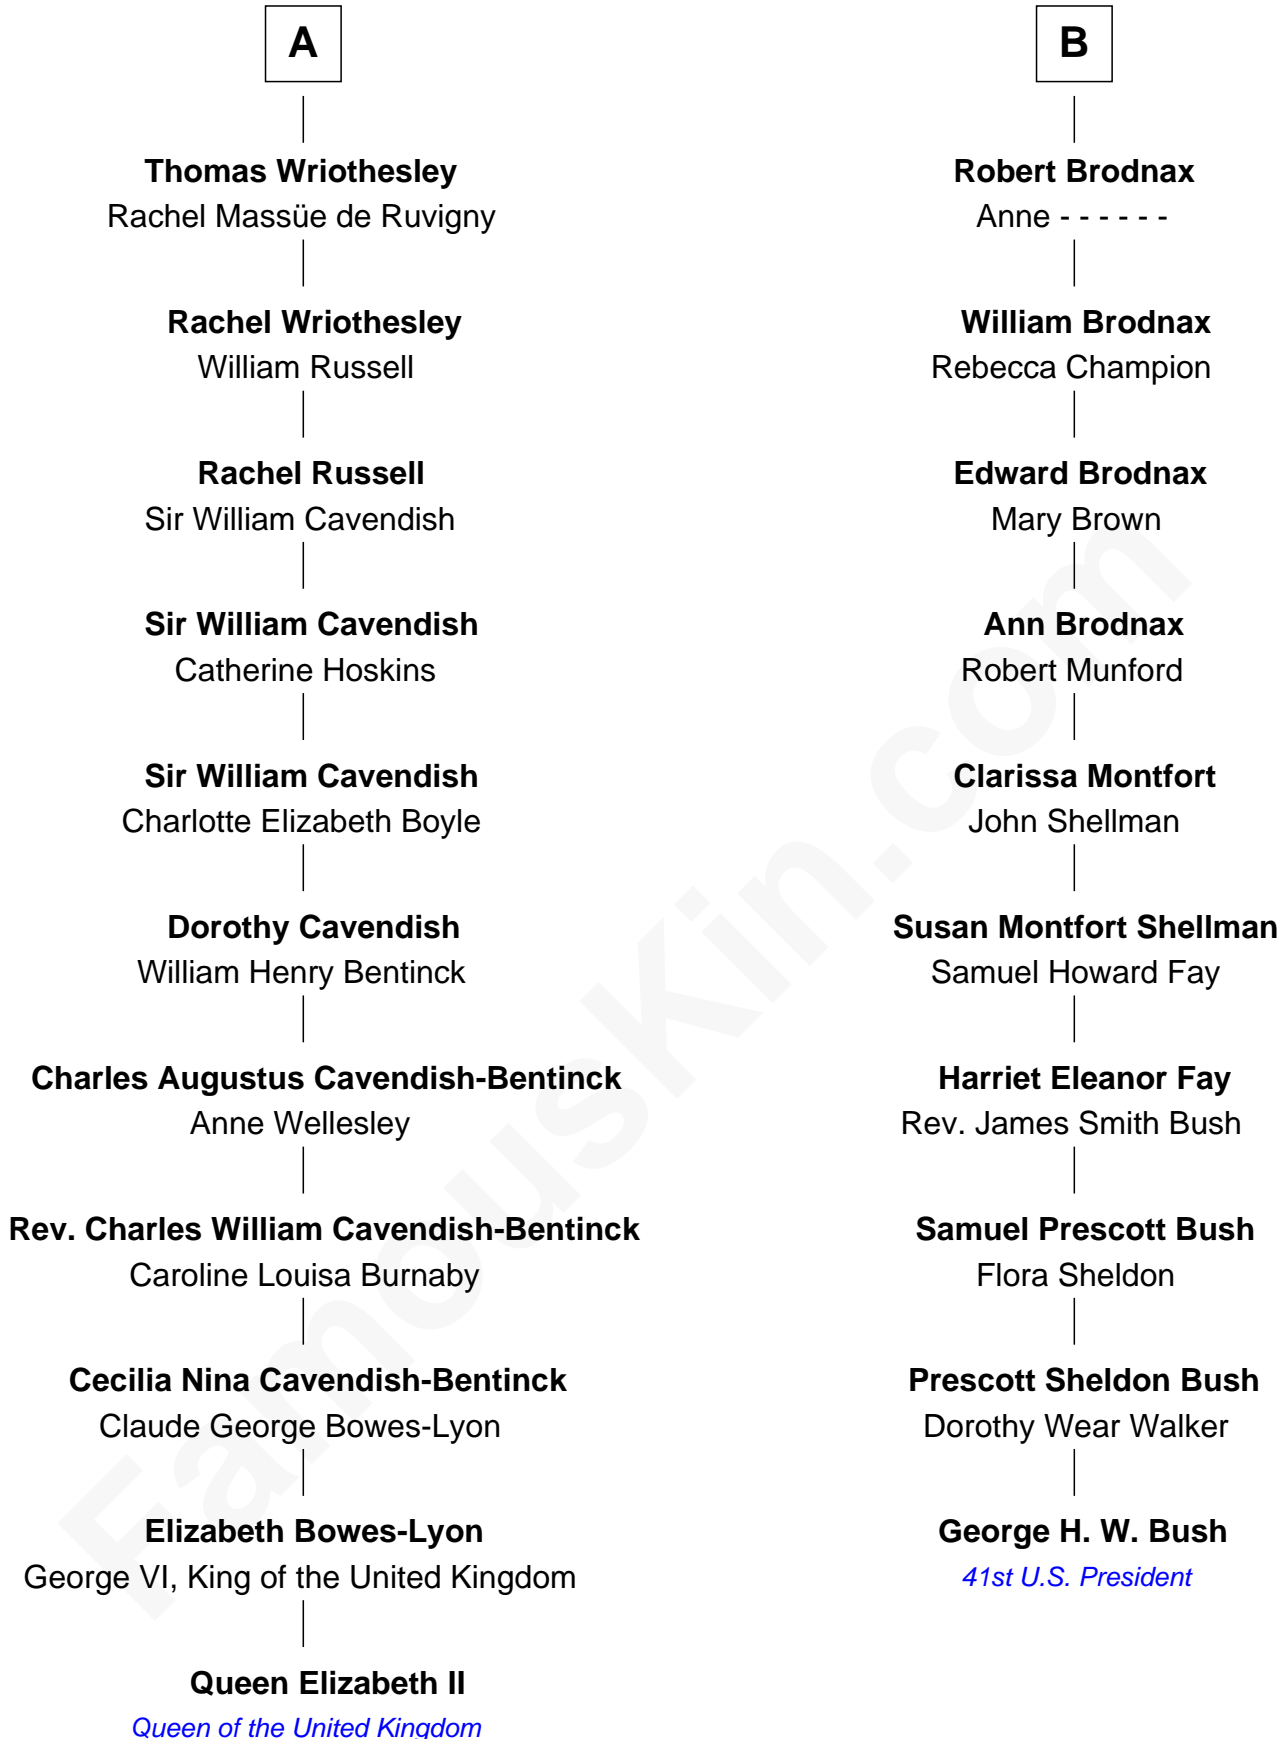 A
Thomas Wriothesley
Rachel Massüe de Ruvigny
Rachel Wriothesley
William Russell
Rachel Russell
Sir William Cavendish
Sir William Cavendish
Catherine Hoskins
Sir William Cavendish
Charlotte Elizabeth Boyle
Dorothy Cavendish
William Henry Bentinck
Charles Augustus Cavendish-Bentinck
Anne Wellesley
Rev. Charles William Cavendish-Bentinck
Caroline Louisa Burnaby
Cecilia Nina Cavendish-Bentinck
Claude George Bowes-Lyon
Elizabeth Bowes-Lyon
George VI, King of the United Kingdom
Queen Elizabeth II
Queen of the United Kingdom
B
Robert Brodnax
Anne - - - - - -
William Brodnax
Rebecca Champion
Edward Brodnax
Mary Brown
Ann Brodnax
Robert Munford
Clarissa Montfort
John Shellman
Susan Montfort Shellman
Samuel Howard Fay
Harriet Eleanor Fay
Rev. James Smith Bush
Samuel Prescott Bush
Flora Sheldon
Prescott Sheldon Bush
Dorothy Wear Walker
George H. W. Bush
41st U.S. President
FamousKin.com